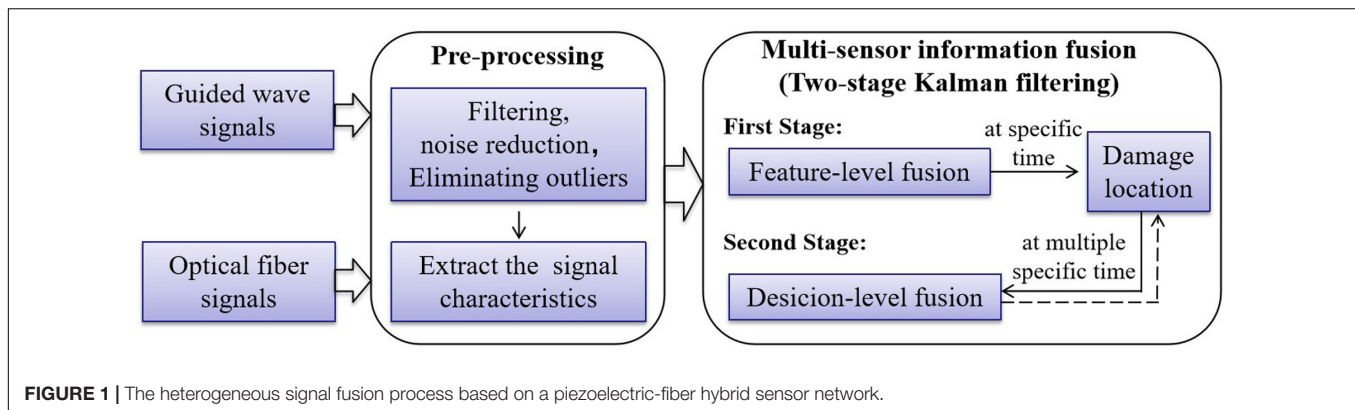 Guided wave
signals
Optical fiber
signals
Pre-processing
Filtering,
noise reduction，
Eliminating outliers
Extract the signal
characteristics
Multi-sensor information fusion
(Two-stage Kalman filtering)
First Stage:
Feature-level fusion
at specific
time
Damage
location
Second Stage:
Desicion-level fusion
at multiple
specific time
FIGURE 1 | The heterogeneous signal fusion process based on a piezoelectric-fiber hybrid sensor network.